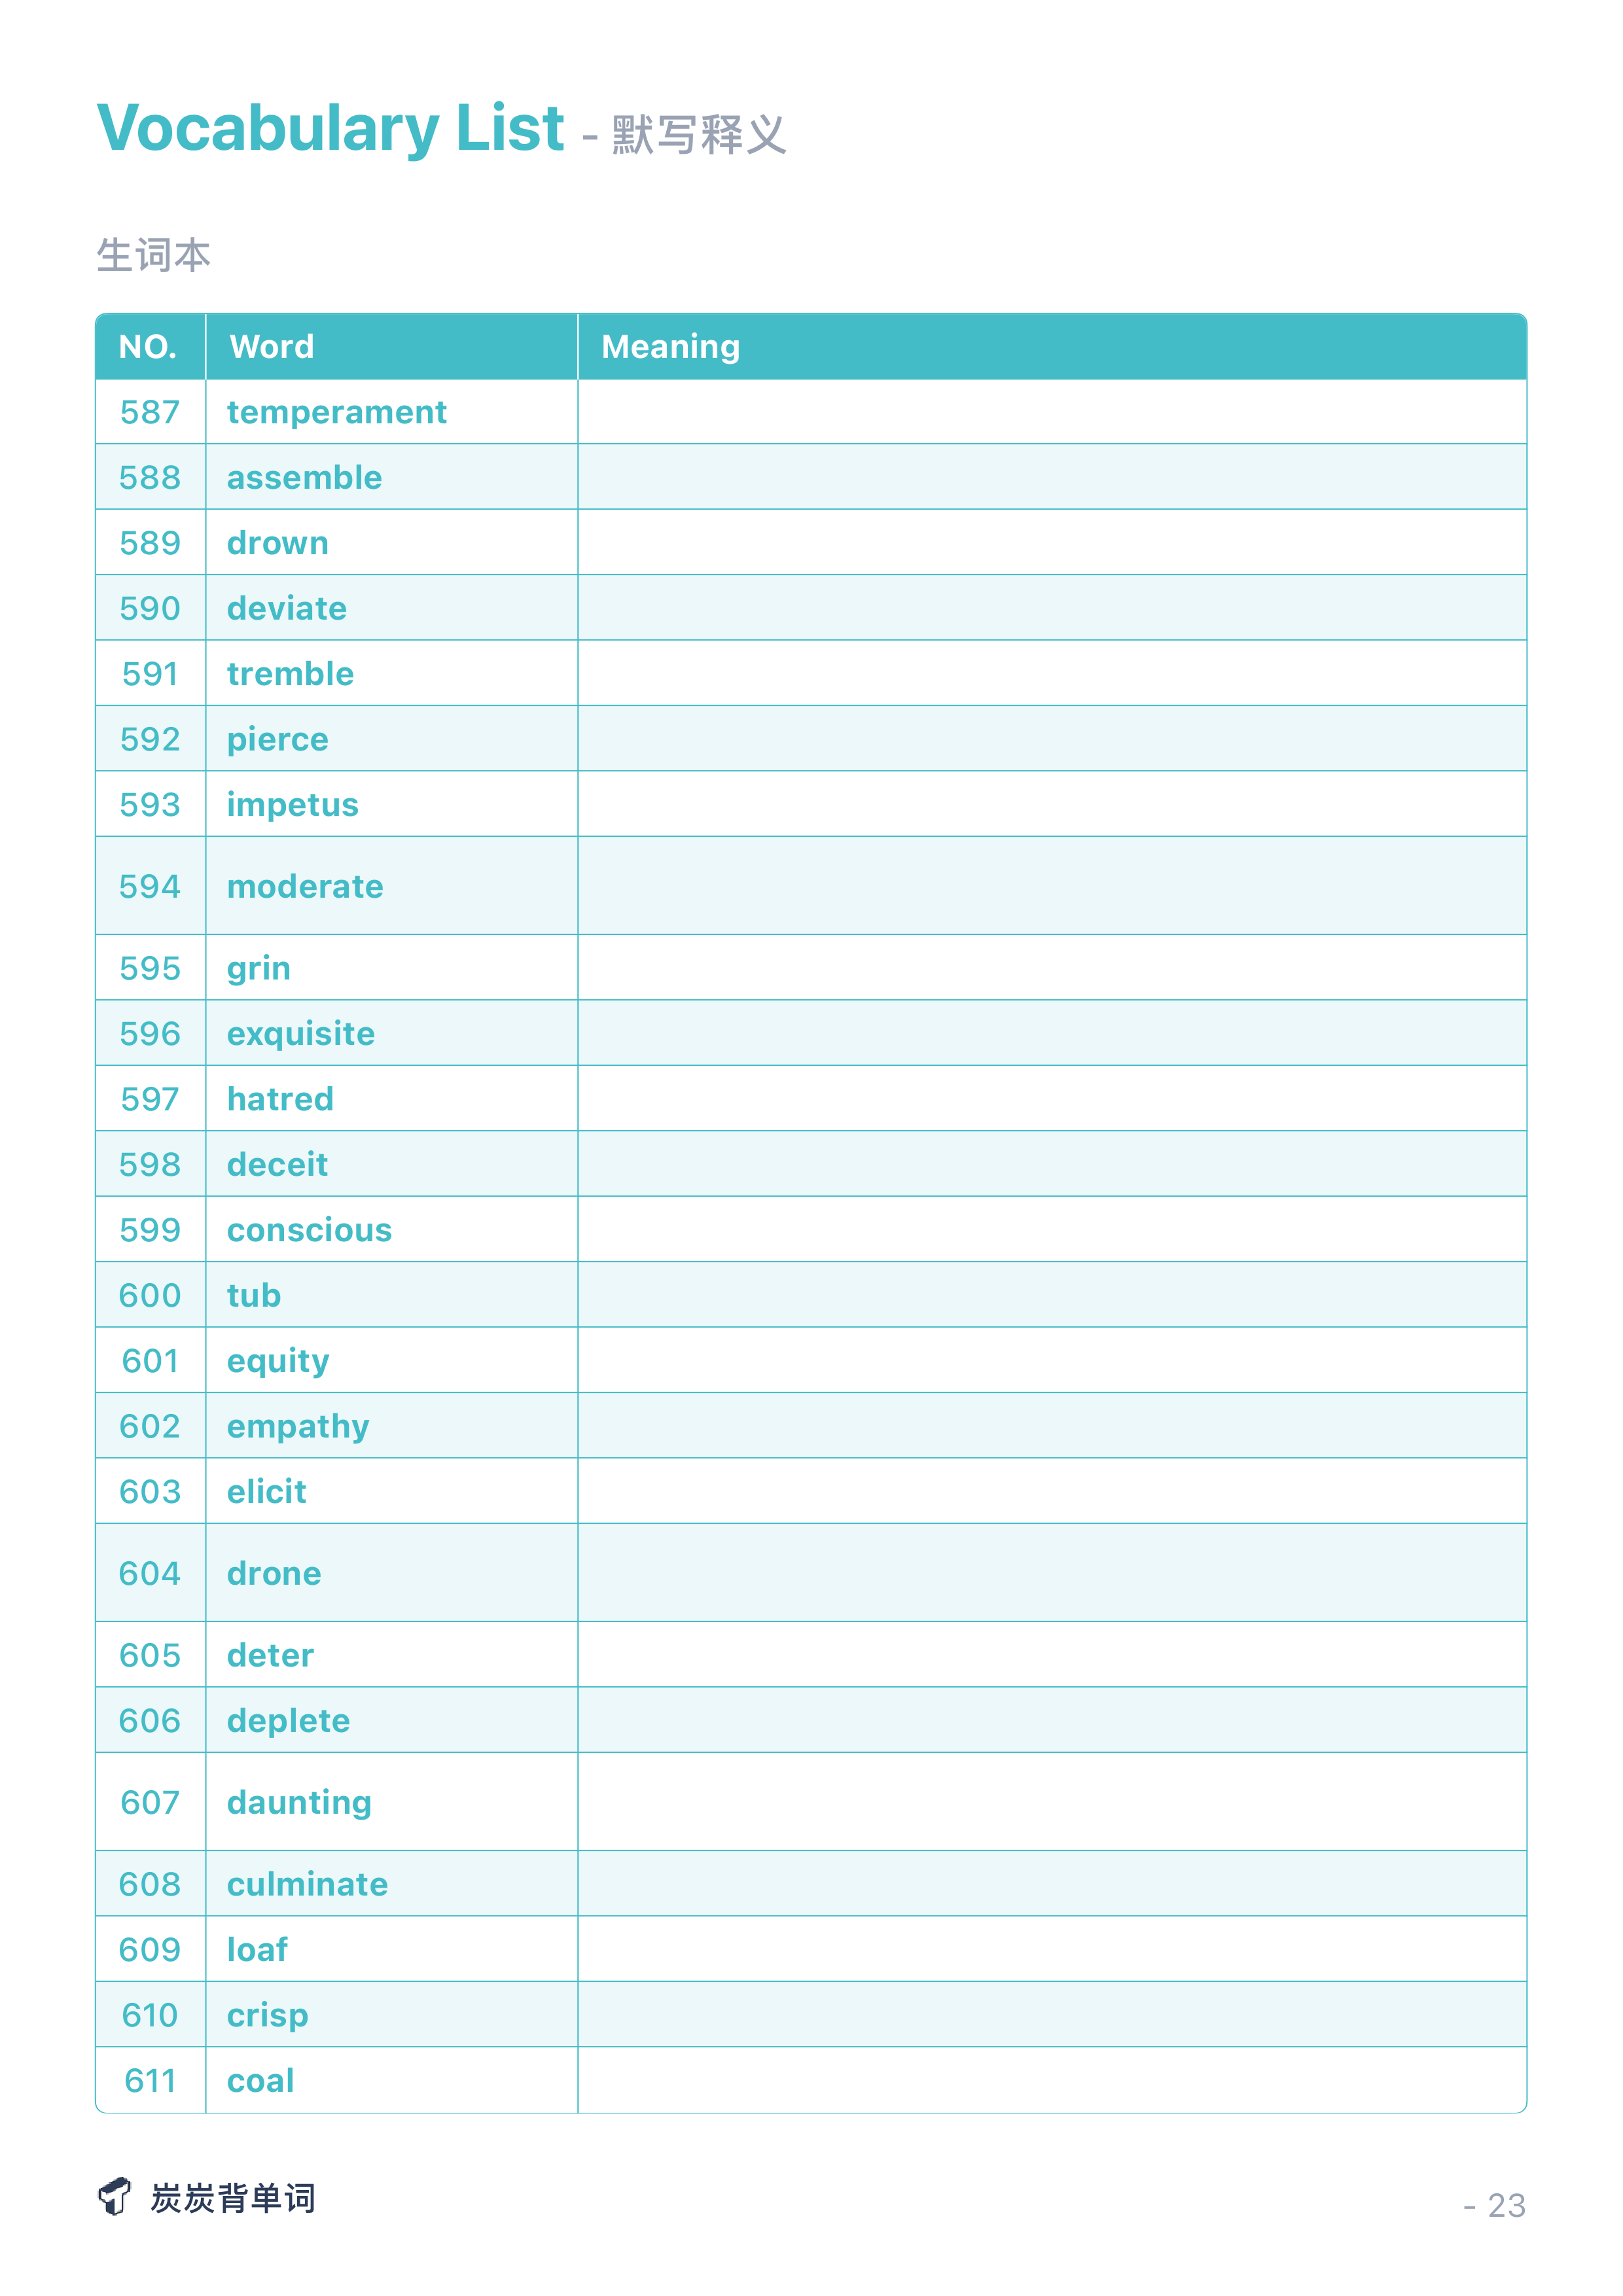 Vocabulary List - 默写释义
生词本
NO. Word Meaning
587 temperament
588 assemble
589 drown
590 deviate
591 tremble
592 pierce
593 impetus
594 moderate
595 grin
596 exquisite
597 hatred
598 deceit
599 conscious
600 tub
601 equity
602 empathy
603 elicit
604 drone
605 deter
606 deplete
607 daunting
608 culminate
609 loaf
610 crisp
611 coal
炭炭背单词
- 23